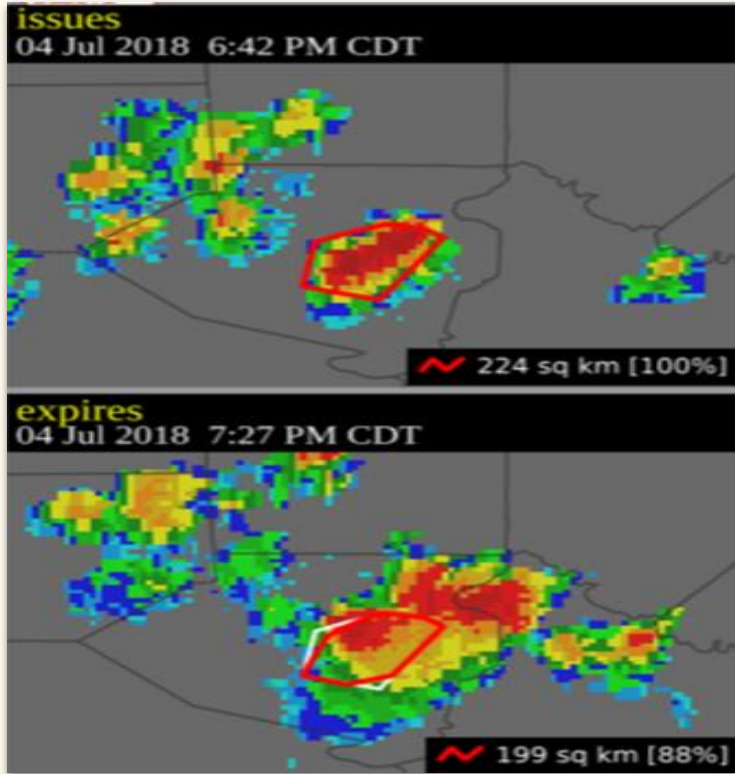 issues
04 Jul 2018 6:42 PM CDT
224 sq km [100%]
expires
04 Jul 2018 7:27 PM CDT
199 sq km [88%]